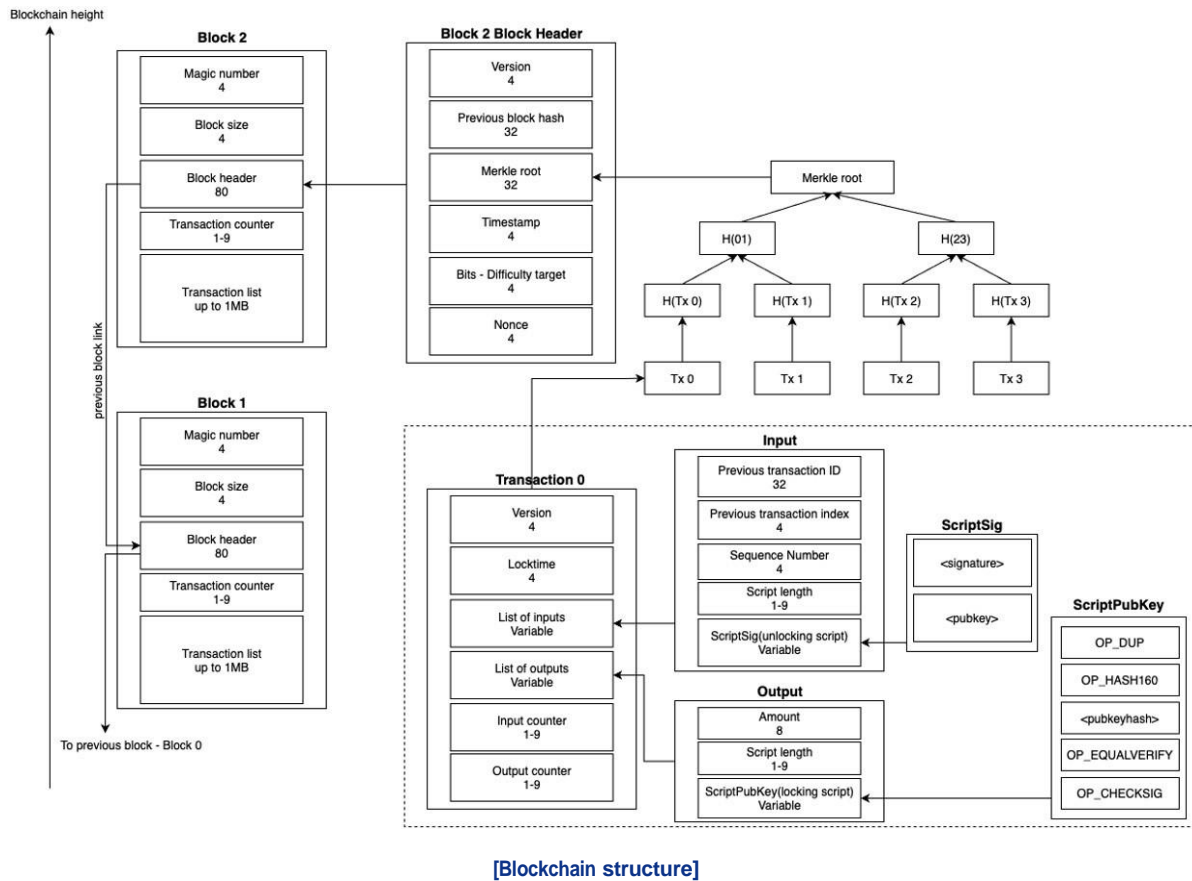 Blockchain height
Block 2
Magic number
4
Block size
4
Block header
80
Transaction counter
1-9
Transaction list
up to 1MB
Block 2 Block Header
Version
4
Previous block hash
32
Merkle root
32
Timestamp
4
Bits - Difficulty target
4
Nonce
4
Merkle root
H(01)
H(23)
H(Tx 0)
H(Tx 1)
H(Tx 2)
H(Tx 3)
Tx 0
Tx 1
Tx 2
Tx 3
previous block link
Block 1
Magic number
4
Block size
4
Block header
80
Transaction counter
1-9
Transaction list
up to 1MB
To previous block - Block 0
Transaction 0
Version
4
Locktime
4
List of inputs
Variable
List of outputs
Variable
Input counter
1-9
Output counter
1-9
Input
Previous transaction ID
32
Previous transaction index
4
Sequence Number
4
Script length
1-9
ScriptSig(unlocking script)
Variable
Output
Amount
8
Script length
1-9
ScriptPubKey(locking script)
Variable
ScriptSig
<signature>
<pubkey>
ScriptPubKey
OP_DUP
OP_HASH160
<pubkeyhash>
OP_EQUALVERIFY
OP_CHECKSIG
[Blockchain structure]